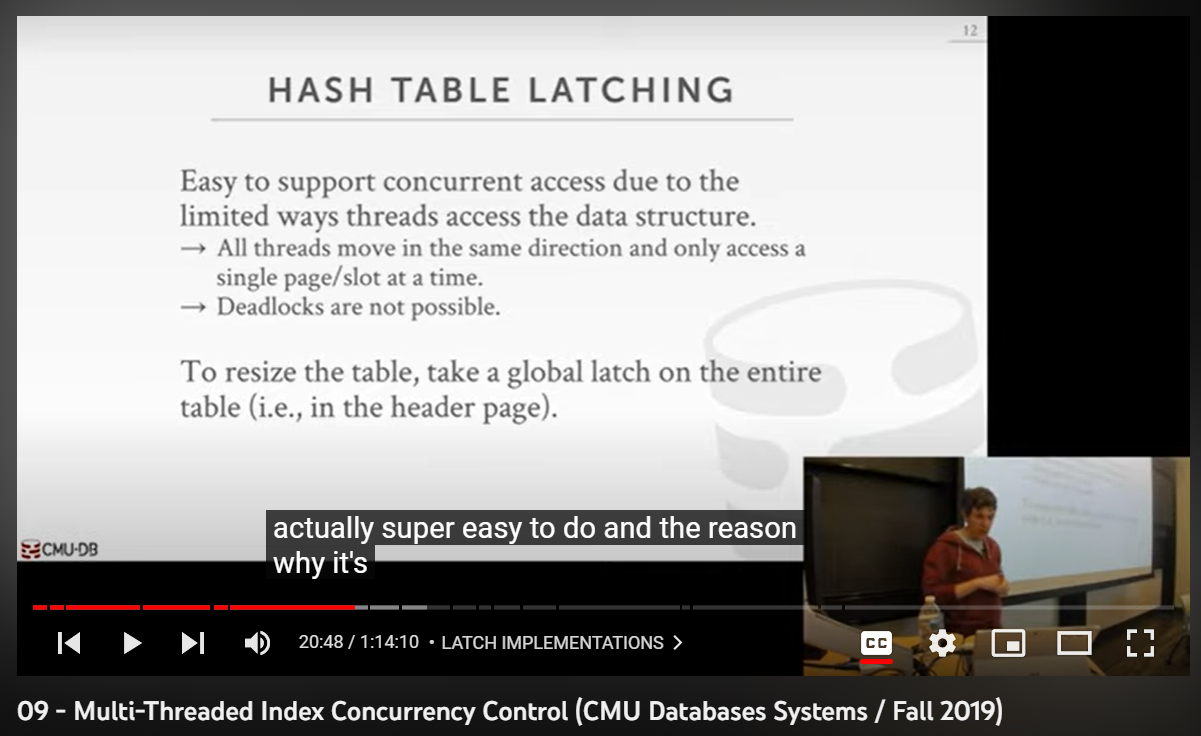 12
HASH TABLE LATCHING
Easy to support concurrent access due to the
limited ways threads access the data structure.
→ All threads move in the same direction and only access a
single page/slot at a time.
→ Deadlocks are not possible.
To resize the table, take a global latch on the entire
table (i.e., in the header page).
CMU·DB
actually super easy to do and the reason
why it's
20:48 / 1:14:10 • LATCH IMPLEMENTATIONS >
CC
09 - Multi-Threaded Index Concurrency Control (CMU Databases Systems / Fall 2019)